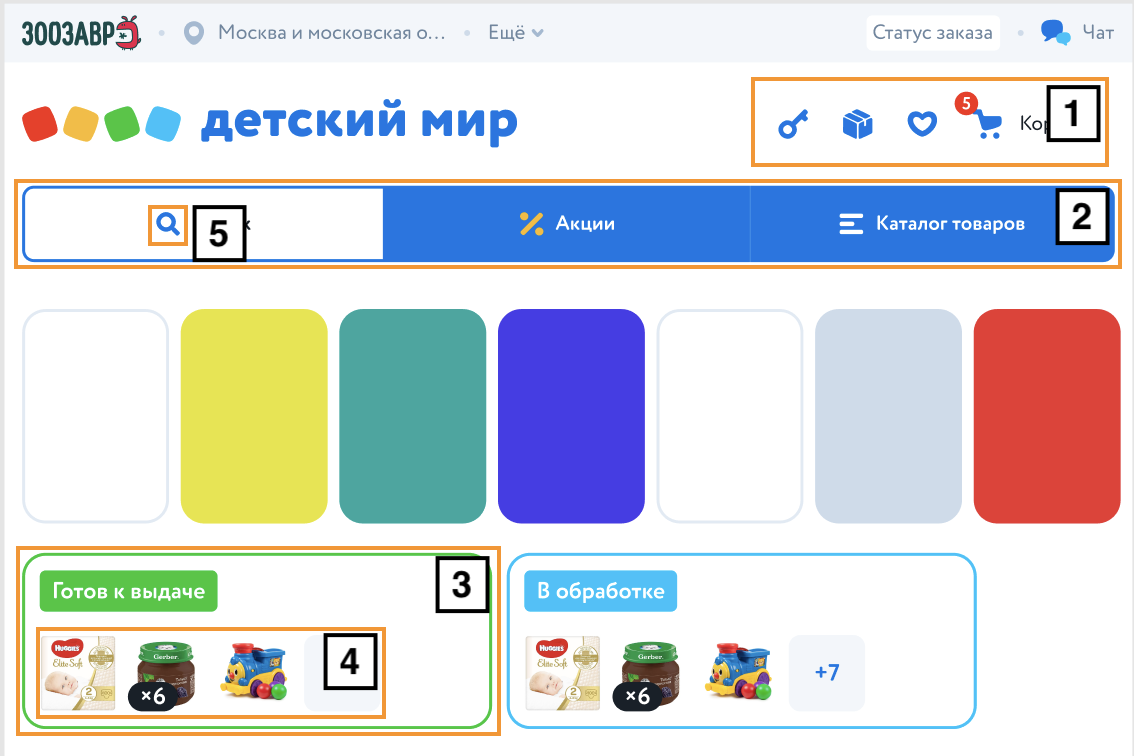 ЗООЗАВР
Москва и московская о...
Ещё
Статус заказа
Чат
детский мир
5
1
5
Акции
Каталог товаров
2
Готов к выдаче
3
В обработке
HUGGIES
Elite Soft
2
Gerber
×6
4
HUGGIES
Elite Soft
2
Gerber
×6
+7